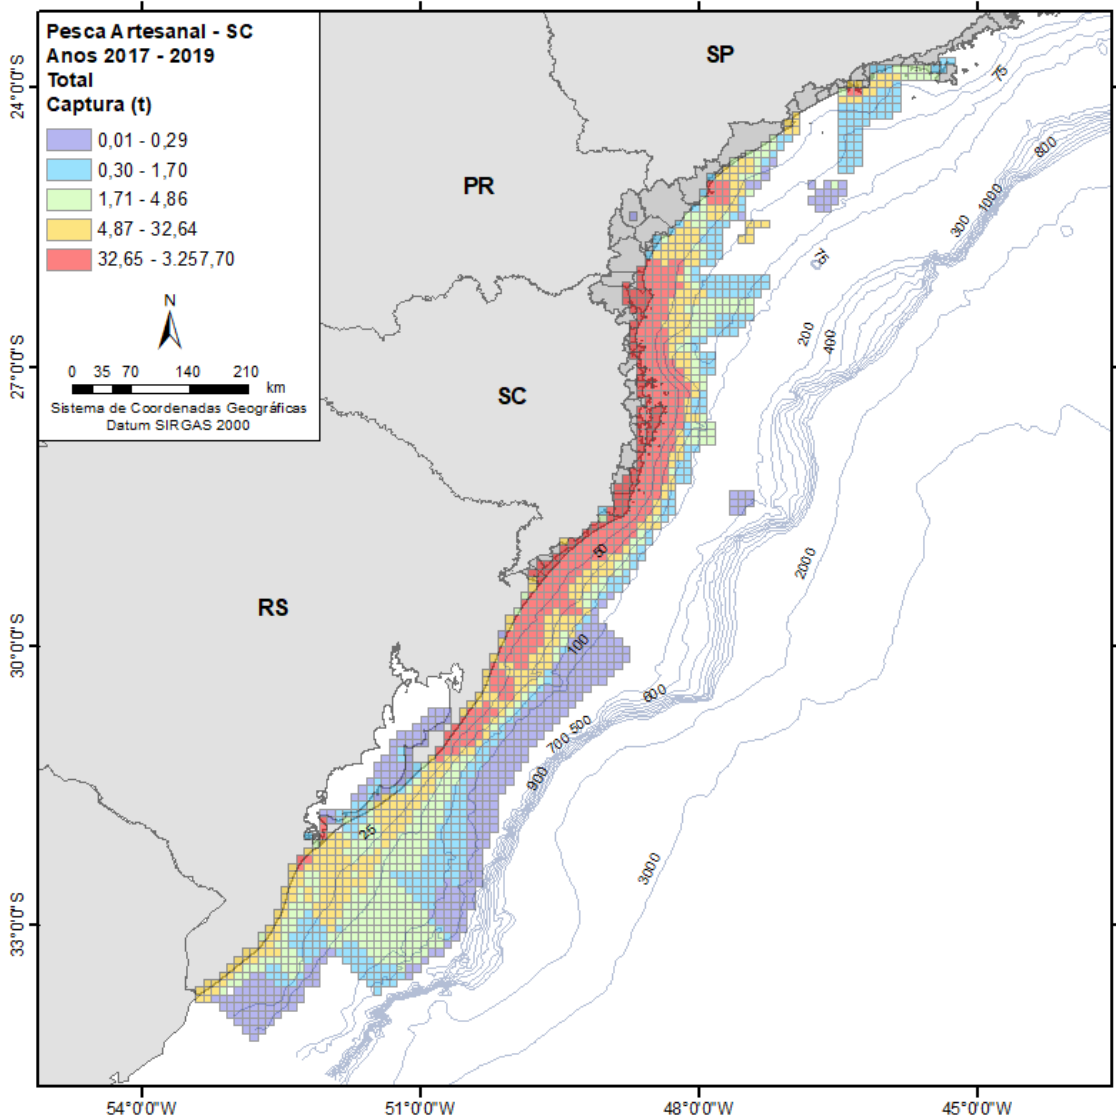 Pesca Artesanal - SC
Anos 2017 - 2019
Total
Captura (t)
0,01 - 0,29
0,30 - 1,70
1,71 - 4,86
4,87 - 32,64
32,65 - 3.257,70
N
0 35 70 140 210 km
Sistema de Coordenadas Geográficas
Datum SIRGAS 2000
SP
PR
SC
RS
75
800
1000
300
75
200
400
50
2000
100
600
500
700
900
25
3000
24°0'0"S
27°0'0"S
30°0'0"S
33°0'0"S
54°0'0"W
51°0'0"W
48°0'0"W
45°0'0"W